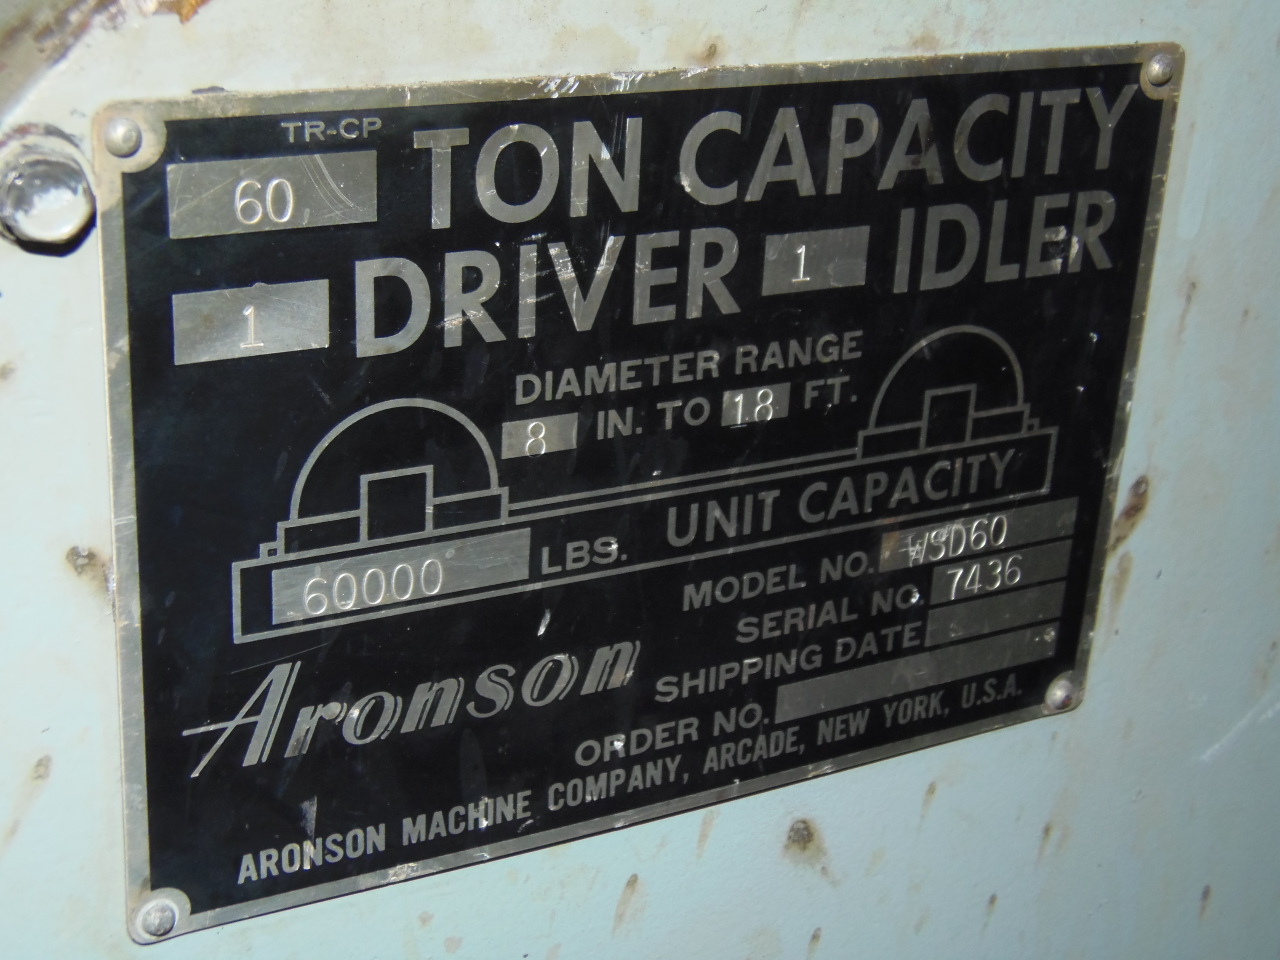 TR-CP
60 TON CAPACITY
1 DRIVER 1 IDLER
DIAMETER RANGE
8 IN. TO 18 FT.
60000 LBS. UNIT CAPACITY
MODEL NO. WSD60
SERIAL NO. 7436
SHIPPING DATE
ORDER NO.
Aronson
ARONSON MACHINE COMPANY, ARCADE, NEW YORK, U.S.A.